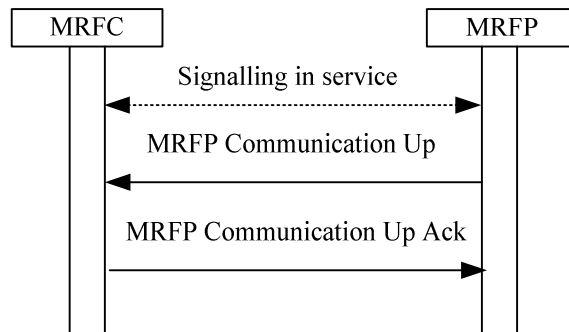 MRFC
MRFP
Signalling in service
MRFP Communication Up
MRFP Communication Up Ack